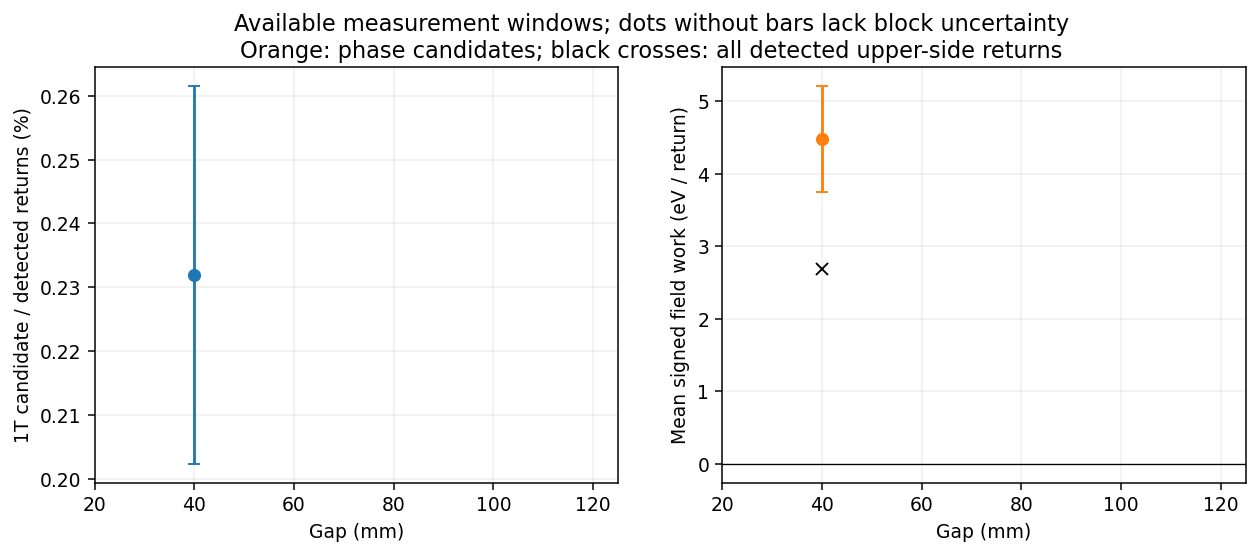 Available measurement windows; dots without bars lack block uncertainty
Orange: phase candidates; black crosses: all detected upper-side returns
1T candidate / detected returns (%)
0.26
0.25
0.24
0.23
0.22
0.21
0.20
20 40 60 80 100 120
Gap (mm)
Mean signed field work (eV / return)
5
4
3
2
1
0
20 40 60 80 100 120
Gap (mm)